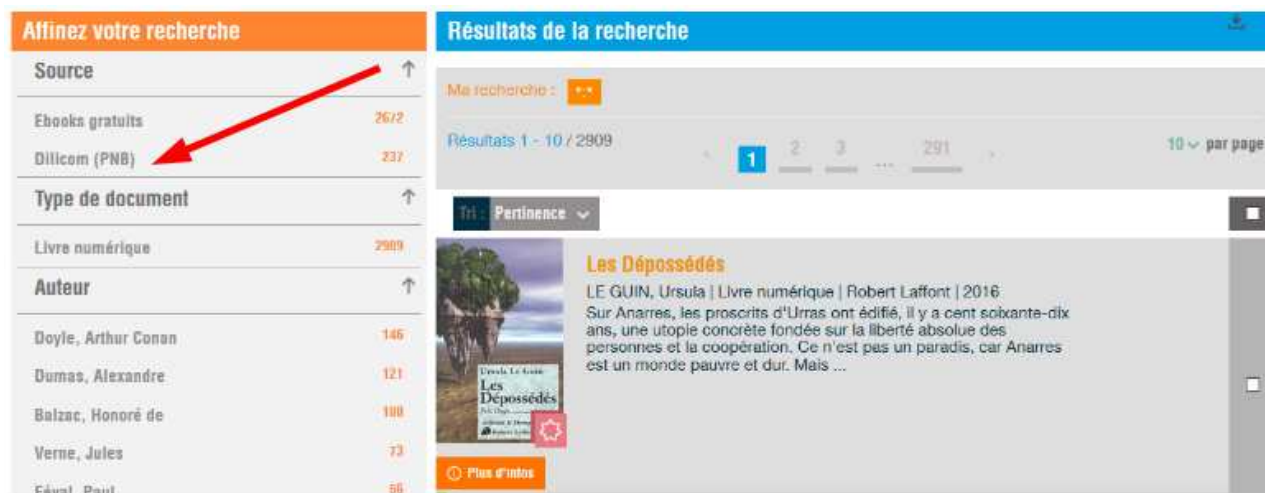 Affinez votre recherche
Source
Ebooks gratuits 2672
Dilicom (PNB) 237
Type de document
Livre numérique 2909
Auteur
Doyle, Arthur Conan 146
Dumas, Alexandre 121
Balzac, Honoré de 100
Verne, Jules 73
Féval, Paul 56
Résultats de la recherche
Ma recherche : *:*
Résultats 1 - 10 / 2909
1 2 3 ... 291
10 par page
Tri : Pertinence
Les Dépossédés
LE GUIN, Ursula | Livre numérique | Robert Laffont | 2016
Sur Anarres, les proscrits d'Urras ont édifié, il y a cent soixante-dix
ans, une utopie concrète fondée sur la liberté absolue des
personnes et la coopération. Ce n'est pas un paradis, car Anarres
est un monde pauvre et dur. Mais ...
Ursula Le Guin
Les
Dépossédés
Plus d'infos